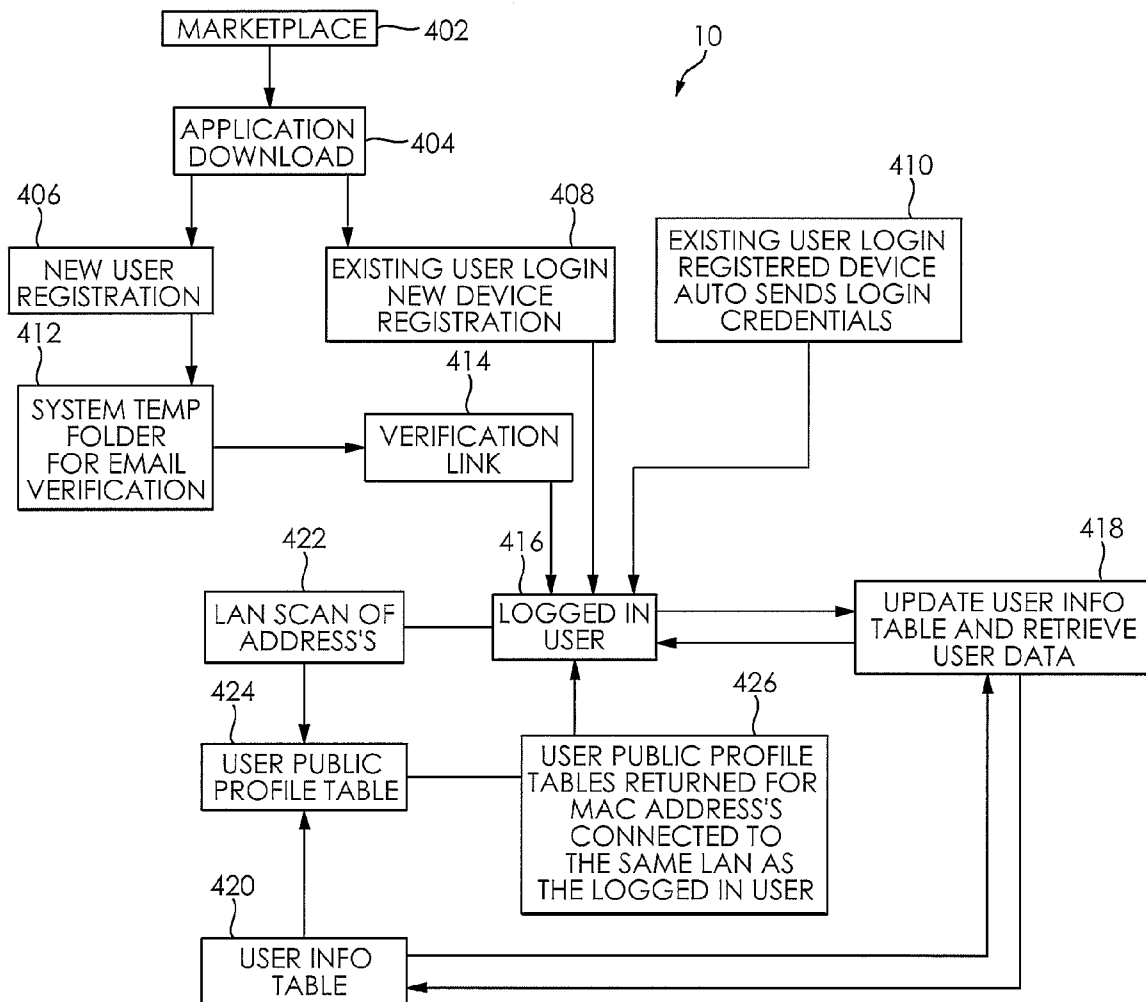 MARKETPLACE
402
10
APPLICATION
DOWNLOAD
404
406
408
410
NEW USER
REGISTRATION
EXISTING USER LOGIN
NEW DEVICE
REGISTRATION
EXISTING USER LOGIN
REGISTERED DEVICE
AUTO SENDS LOGIN
CREDENTIALS
412
414
SYSTEM TEMP
FOLDER
FOR EMAIL
VERIFICATION
VERIFICATION
LINK
422
416
418
LAN SCAN OF
ADDRESS'S
LOGGED IN
USER
UPDATE USER INFO
TABLE AND RETRIEVE
USER DATA
424
426
USER PUBLIC
PROFILE TABLE
USER PUBLIC PROFILE
TABLES RETURNED FOR
MAC ADDRESS'S
CONNECTED TO
THE SAME LAN AS
THE LOGGED IN USER
420
USER INFO
TABLE